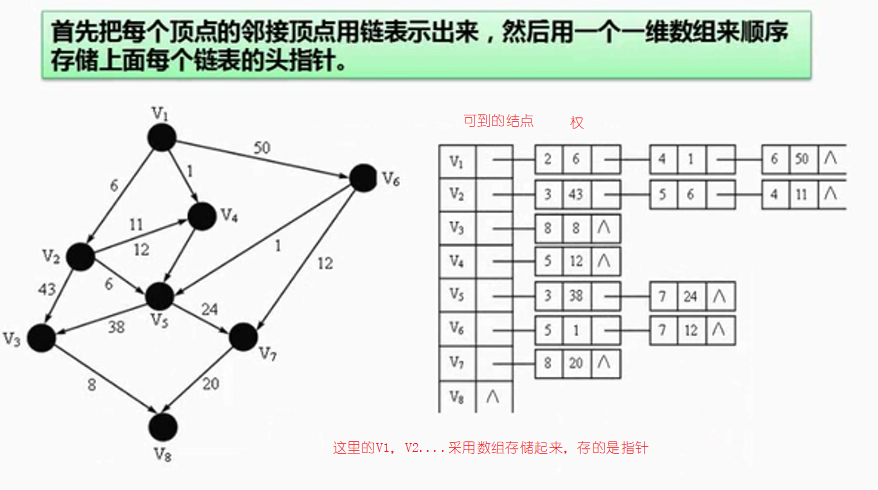 首先把每个顶点的邻接顶点用链表示出来，然后用一个一维数组来顺序
存储上面每个链表的头指针。
V1
50
V6
6
1
V4
11
12
V2
1
12
6
43
V5
24
38
V3
V7
8
20
V8
可到的结点 权
V1 2 6 4 1 6 50 ∧
V2 3 43 5 6 4 11 ∧
V3 8 8 ∧
V4 5 12 ∧
V5 3 38 7 24 ∧
V6 5 1 7 12 ∧
V7 8 20 ∧
V8 ∧
这里的V1，V2....采用数组存储起来，存的是指针